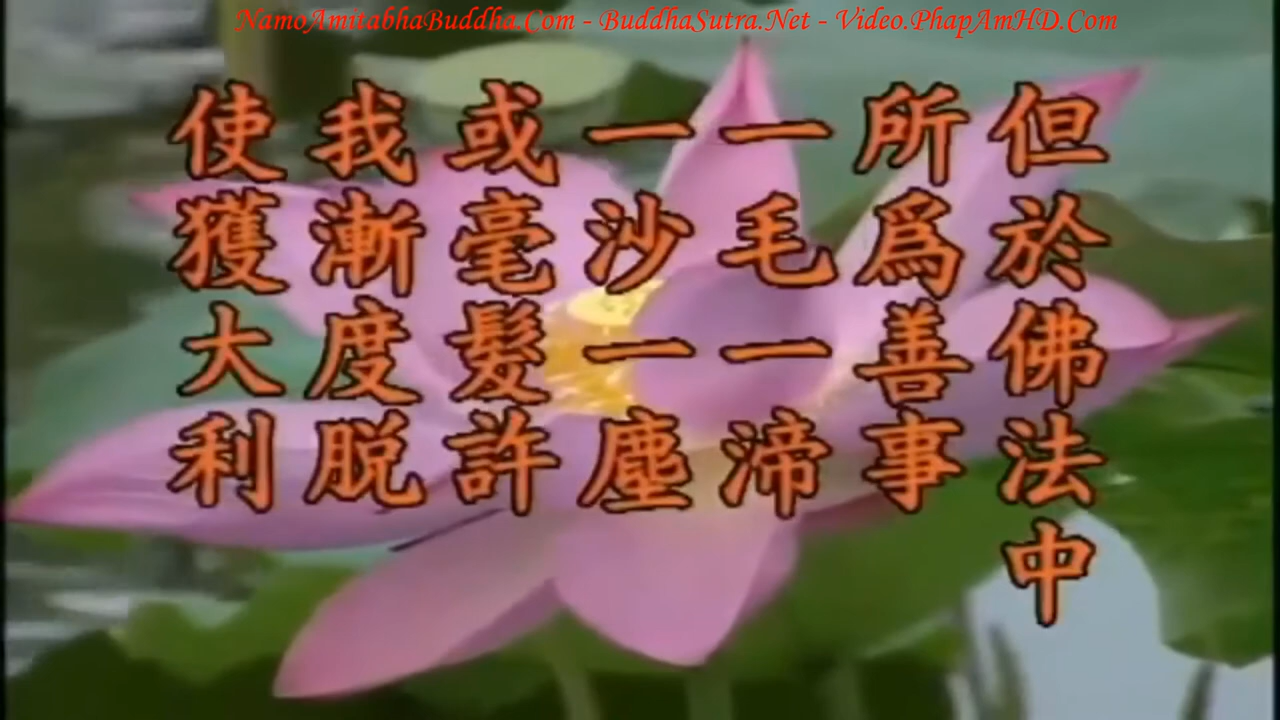 NamoAmitabhaBuddha.Com - BuddhaSutra.Net - Video.PhapAmHD.Com
但於佛法中
所爲善事
一毛一渧
一沙一塵
或毫髮許
我漸度脱
使獲大利